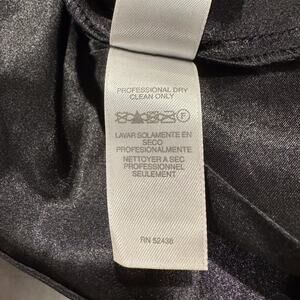 PROFESSIONAL DRY
CLEAN ONLY
F
LAVAR SOLAMENTE EN
SECO
PROFESIONALMENTE
NETTOYER A SEC
PROFESSIONNEL
SEULEMENT
RN 52438